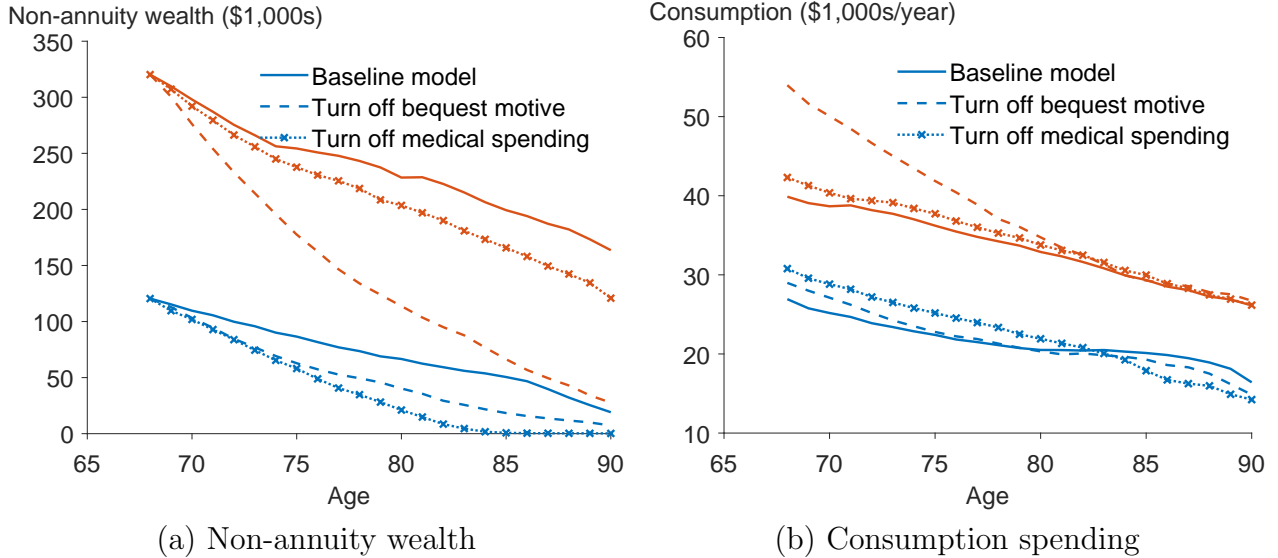 Non-annuity wealth ($1,000s)
350
300
250
200
150
100
50
0
65
70
75
80
85
90
Age
Baseline model
Turn off bequest motive
Turn off medical spending
(a) Non-annuity wealth
Consumption ($1,000s/year)
60
50
40
30
20
10
65
70
75
80
85
90
Age
Baseline model
Turn off bequest motive
Turn off medical spending
(b) Consumption spending